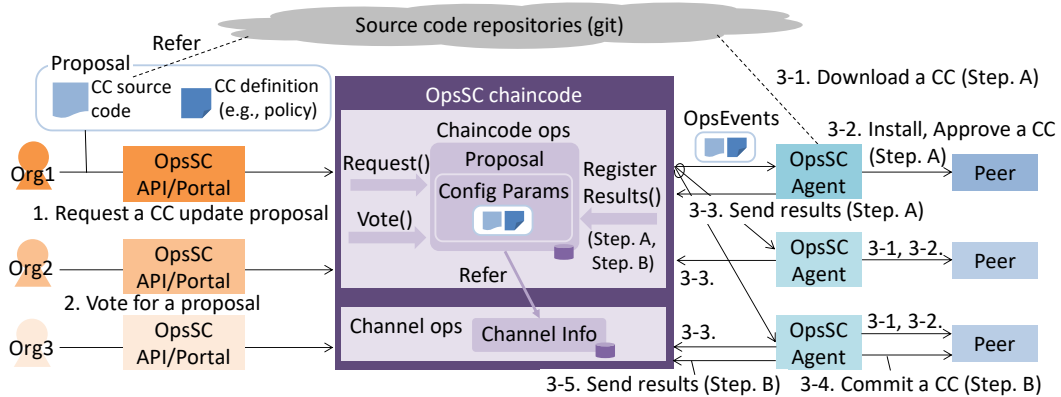 Source code repositories (git)
Refer
Proposal
CC source
code
CC definition
(e.g., policy)
3-1. Download a CC (Step. A)
OpsSC chaincode
OpsEvents
3-2. Install, Approve a CC
(Step. A)
Chaincode ops
Request()
Proposal
Config Params
Register
Results()
Vote()
(Step. A,
Step. B)
Refer
Org1
OpsSC
API/Portal
OpsSC
Agent
Peer
1. Request a CC update proposal
3-3. Send results (Step. A)
Org2
OpsSC
API/Portal
3-3.
OpsSC
Agent
3-1, 3-2.
Peer
2. Vote for a proposal
Channel ops
Channel Info
Org3
OpsSC
API/Portal
3-3.
OpsSC
Agent
3-1, 3-2.
Peer
3-5. Send results (Step. B)
3-4. Commit a CC (Step. B)